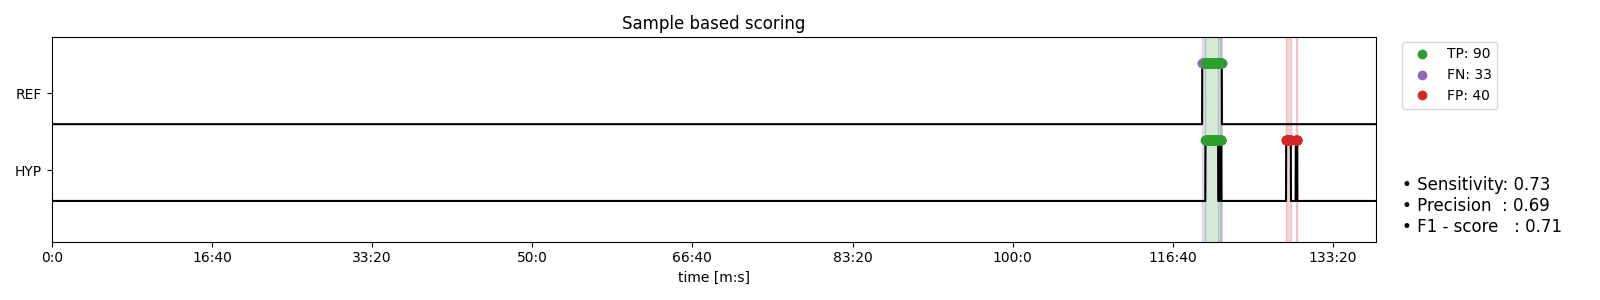 Sample based scoring
REF
HYP
0:0 16:40 33:20 50:0 66:40 83:20 100:0 116:40 133:20
time [m:s]
TP: 90
FN: 33
FP: 40
• Sensitivity: 0.73
• Precision : 0.69
• F1 - score : 0.71